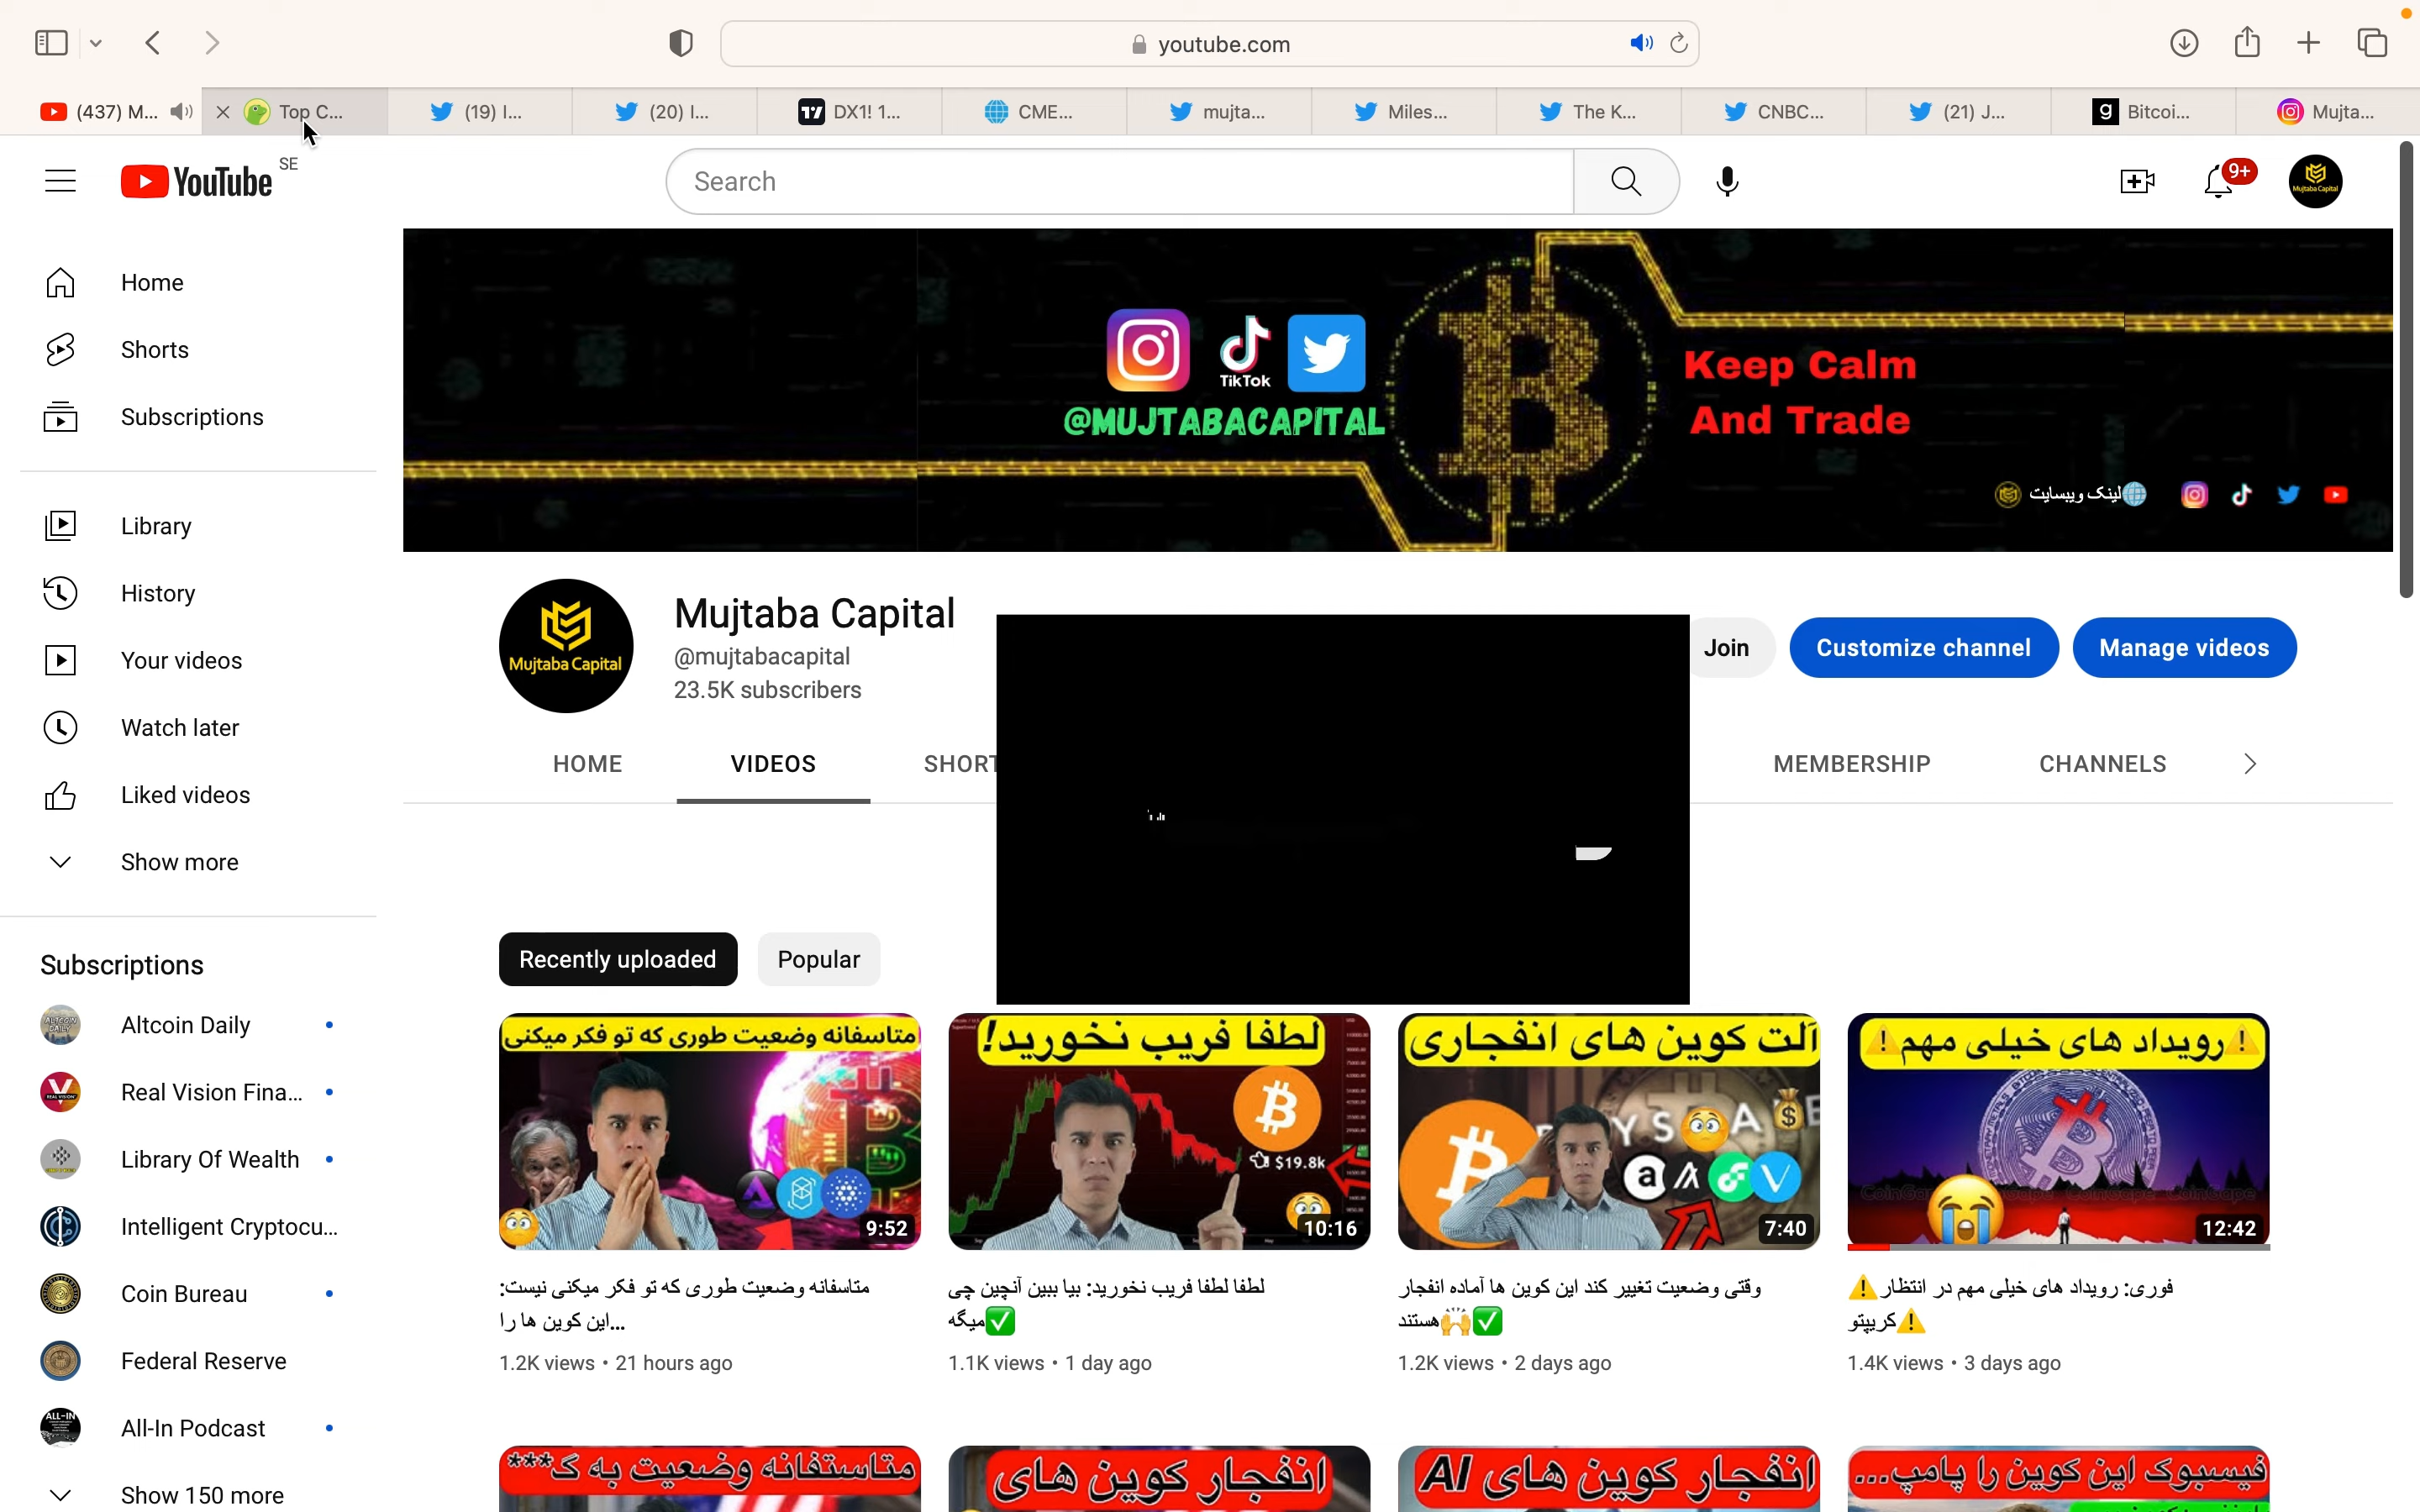 youtube.com
(437) M...
Top C...
(19) I...
(20) I...
DX1! 1...
CME...
mujta...
Miles...
The K...
CNBC...
(21) J...
Bitcoi...
Mujta...
YouTube SE
Search
9+
Mujtaba Capital
Home
Shorts
Subscriptions
Library
History
Your videos
Watch later
Liked videos
Show more
Subscriptions
Altcoin Daily
Real Vision Fina...
Library Of Wealth
Intelligent Cryptocu...
Coin Bureau
Federal Reserve
All-In Podcast
Show 150 more
TikTok
@MUJTABACAPITAL
Keep Calm
And Trade
لینک وبسایت
Mujtaba Capital
Mujtaba Capital
@mujtabacapital
23.5K subscribers
Join
Customize channel
Manage videos
HOME
VIDEOS
SHORT
MEMBERSHIP
CHANNELS
Recently uploaded
Popular
متاسفانه وضعیت طوری که تو فکر میکنی
9:52
متاسفانه وضعیت طوری که تو فکر میکنی نیست:
این کوین ها را...
1.2K views • 21 hours ago
لطفا فریب نخورید!
$19.8k
10:16
لطفا لطفا فریب نخورید: بیا ببین آنچین چی
میگه✅
1.1K views • 1 day ago
آلت کوین های انفجاری
7:40
وقتی وضعیت تغییر کند این کوین ها آماده انفجار
هستند🙌✅
1.2K views • 2 days ago
⚠️رویداد های خیلی مهم⚠️
12:42
فوری: رویداد های خیلی مهم در انتظار⚠️
کریپتو⚠️
1.4K views • 3 days ago
متاستفانه وضعیت به گ***
انفجار کوین های
انفجار کوین های AI
فیسبوک این کوین را پامپ...